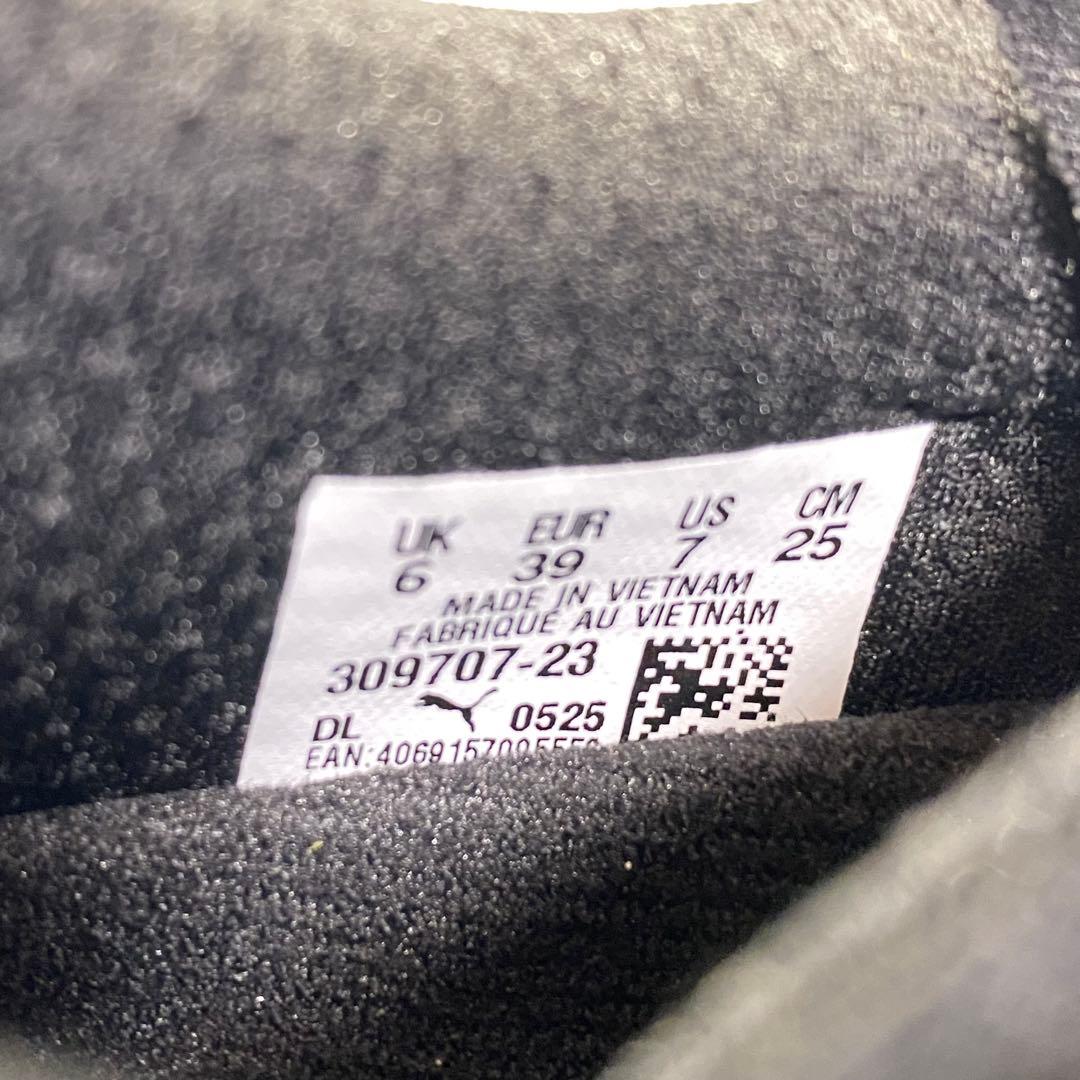 UK EUR US CM
6 39 7 25
MADE IN VIETNAM
FABRIQUE AU VIETNAM
309707-23
DL 0525